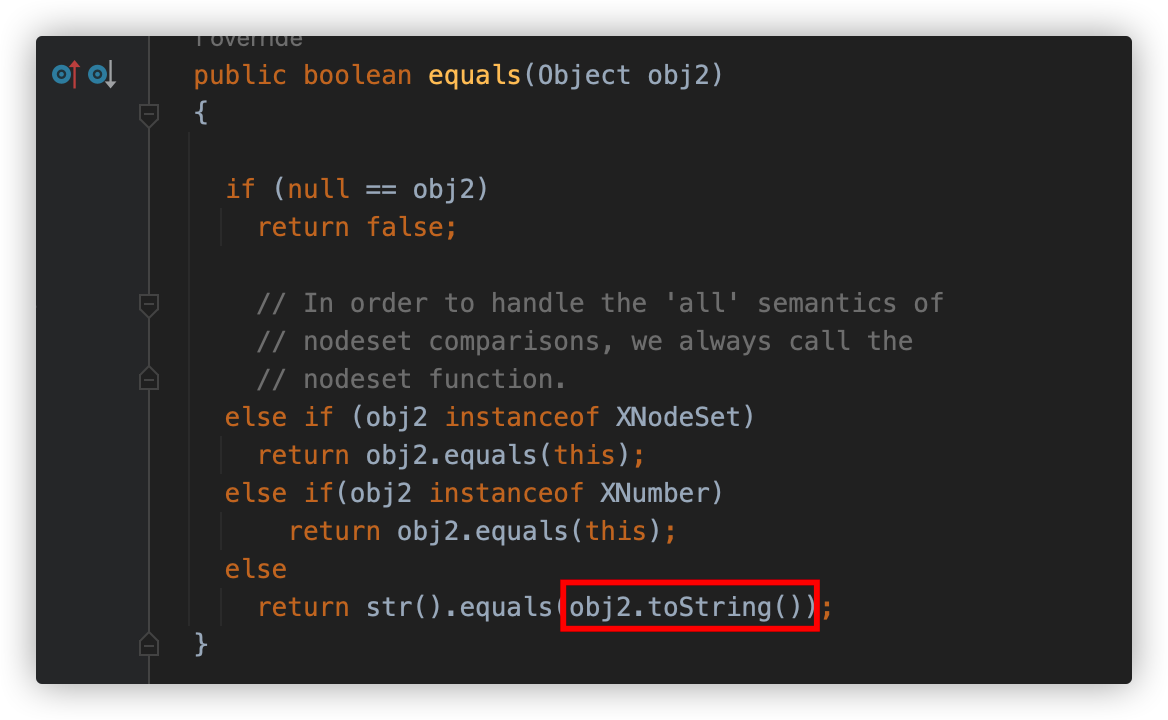 public boolean equals(Object obj2)
{
if (null == obj2)
return false;
// In order to handle the 'all' semantics of
// nodeset comparisons, we always call the
// nodeset function.
else if (obj2 instanceof XNodeSet)
return obj2.equals(this);
else if(obj2 instanceof XNumber)
return obj2.equals(this);
else
return str().equals(obj2.toString());
}